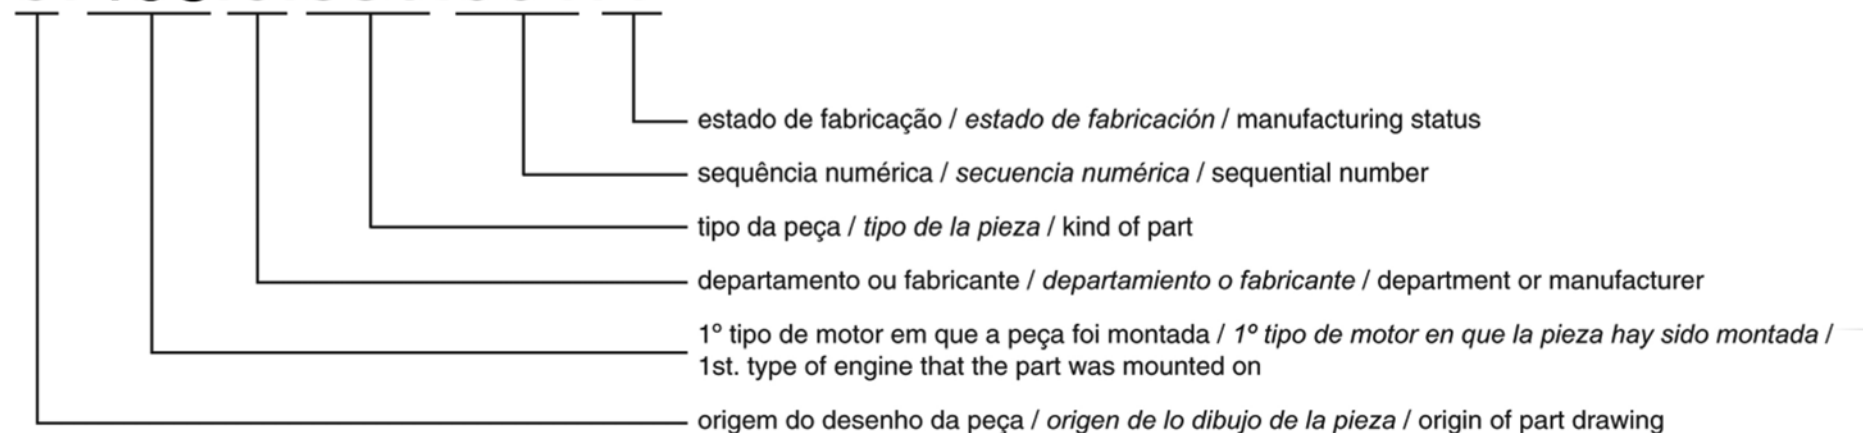 estado de fabricação / estado de fabricación / manufacturing status
sequência numérica / secuencia numérica / sequential number
tipo da peça / tipo de la pieza / kind of part
departamento ou fabricante / departamiento o fabricante / department or manufacturer
1º tipo de motor em que a peça foi montada / 1º tipo de motor en que la pieza hay sido montada /
1st. type of engine that the part was mounted on
origem do desenho da peça / origen de lo dibujo de la pieza / origin of part drawing